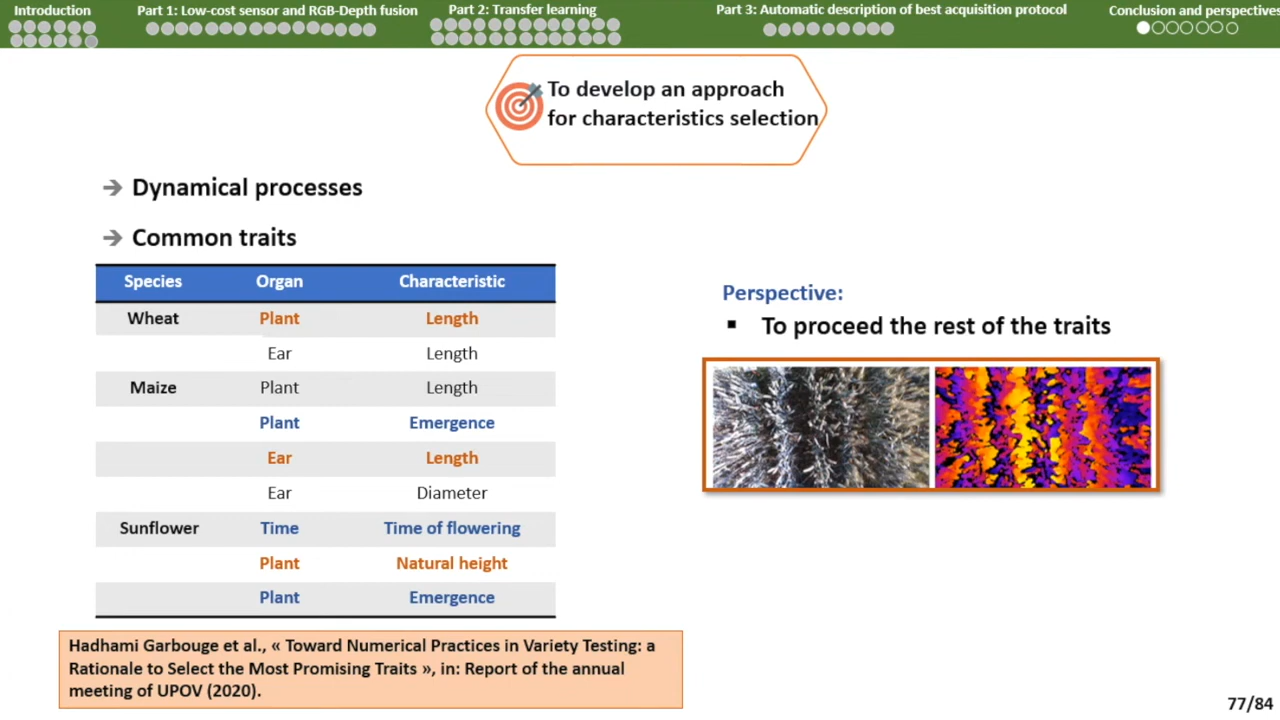 Introduction
Part 1: Low-cost sensor and RGB-Depth fusion
Part 2: Transfer learning
Part 3: Automatic description of best acquisition protocol
Conclusion and perspectives
To develop an approach
for characteristics selection
→ Dynamical processes
→ Common traits
Species Organ Characteristic
Wheat Plant Length
Ear Length
Maize Plant Length
Plant Emergence
Ear Length
Ear Diameter
Sunflower Time Time of flowering
Plant Natural height
Plant Emergence
Perspective:
▪ To proceed the rest of the traits
Hadhami Garbouge et al., « Toward Numerical Practices in Variety Testing: a
Rationale to Select the Most Promising Traits », in: Report of the annual
meeting of UPOV (2020).
77/84